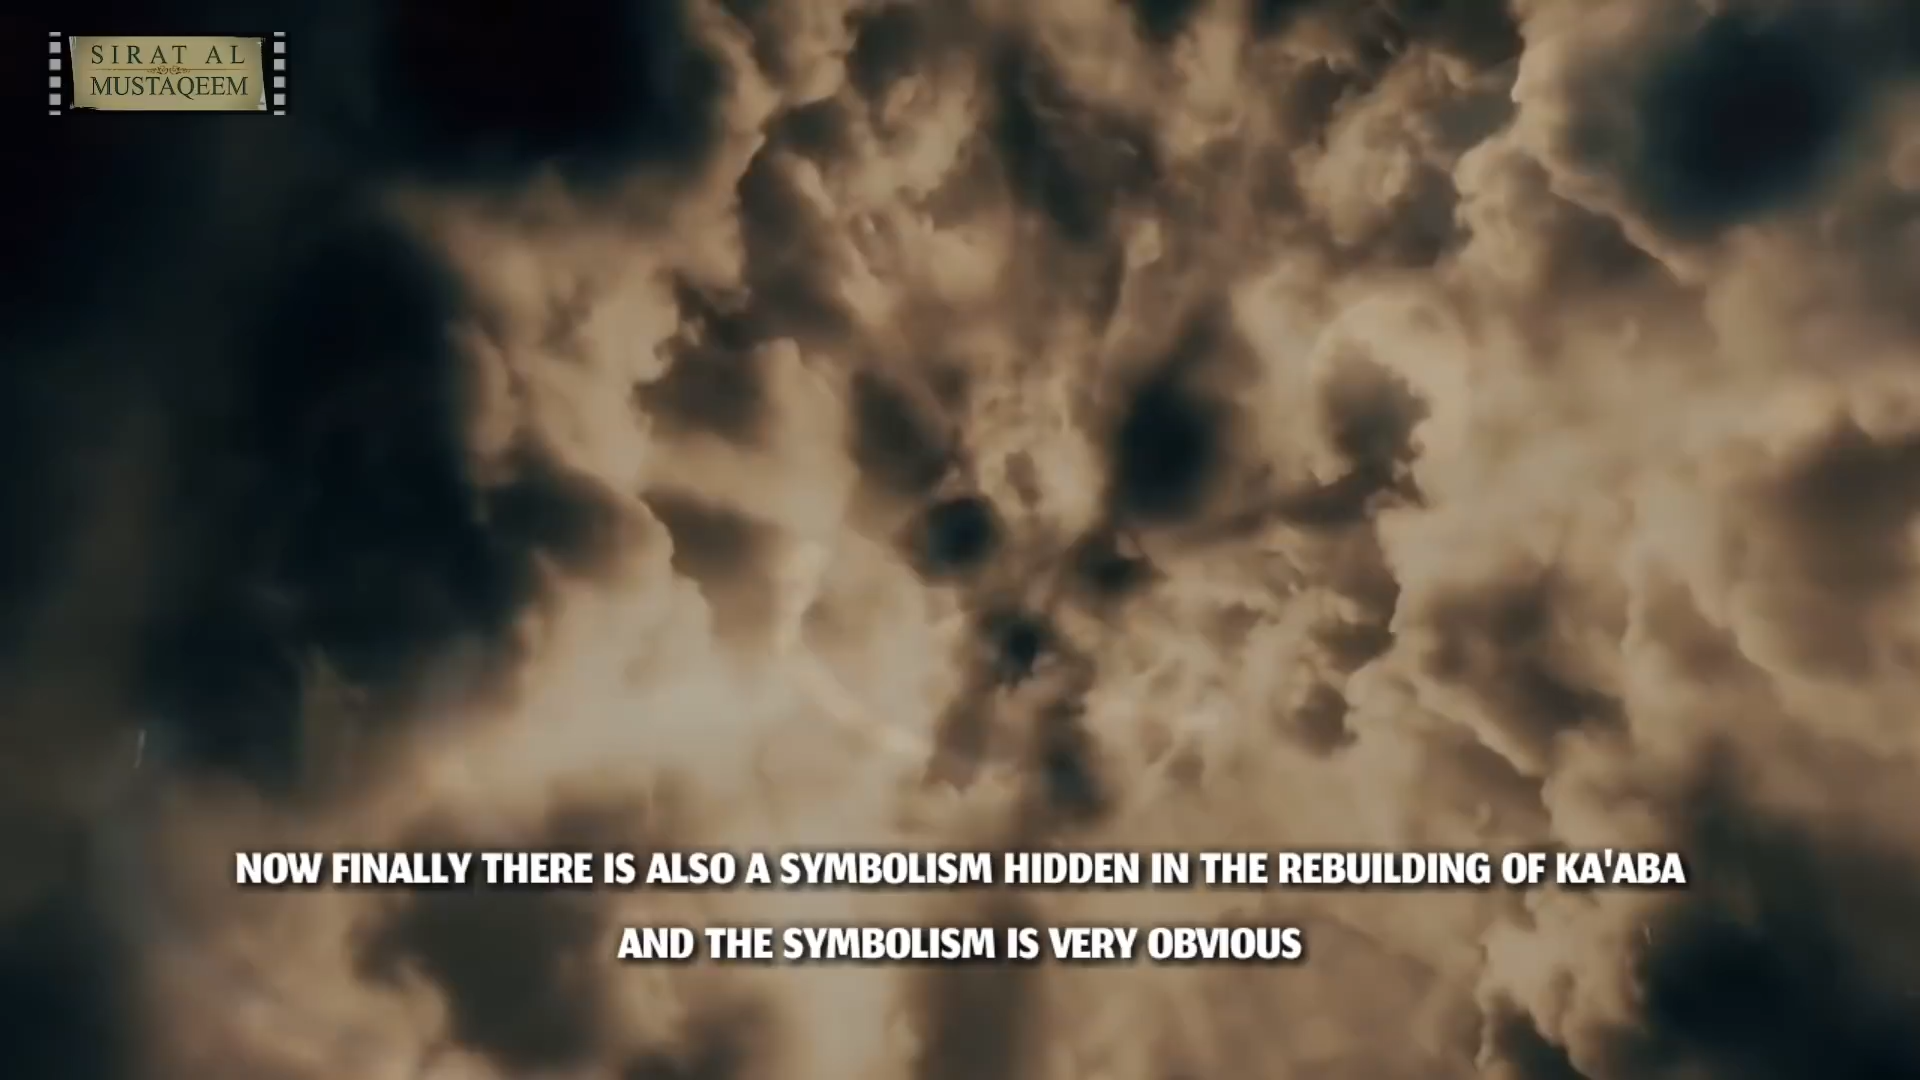 SIRAT AL
MUSTAQEEM
NOW FINALLY THERE IS ALSO A SYMBOLISM HIDDEN IN THE REBUILDING OF KA'ABA
AND THE SYMBOLISM IS VERY OBVIOUS